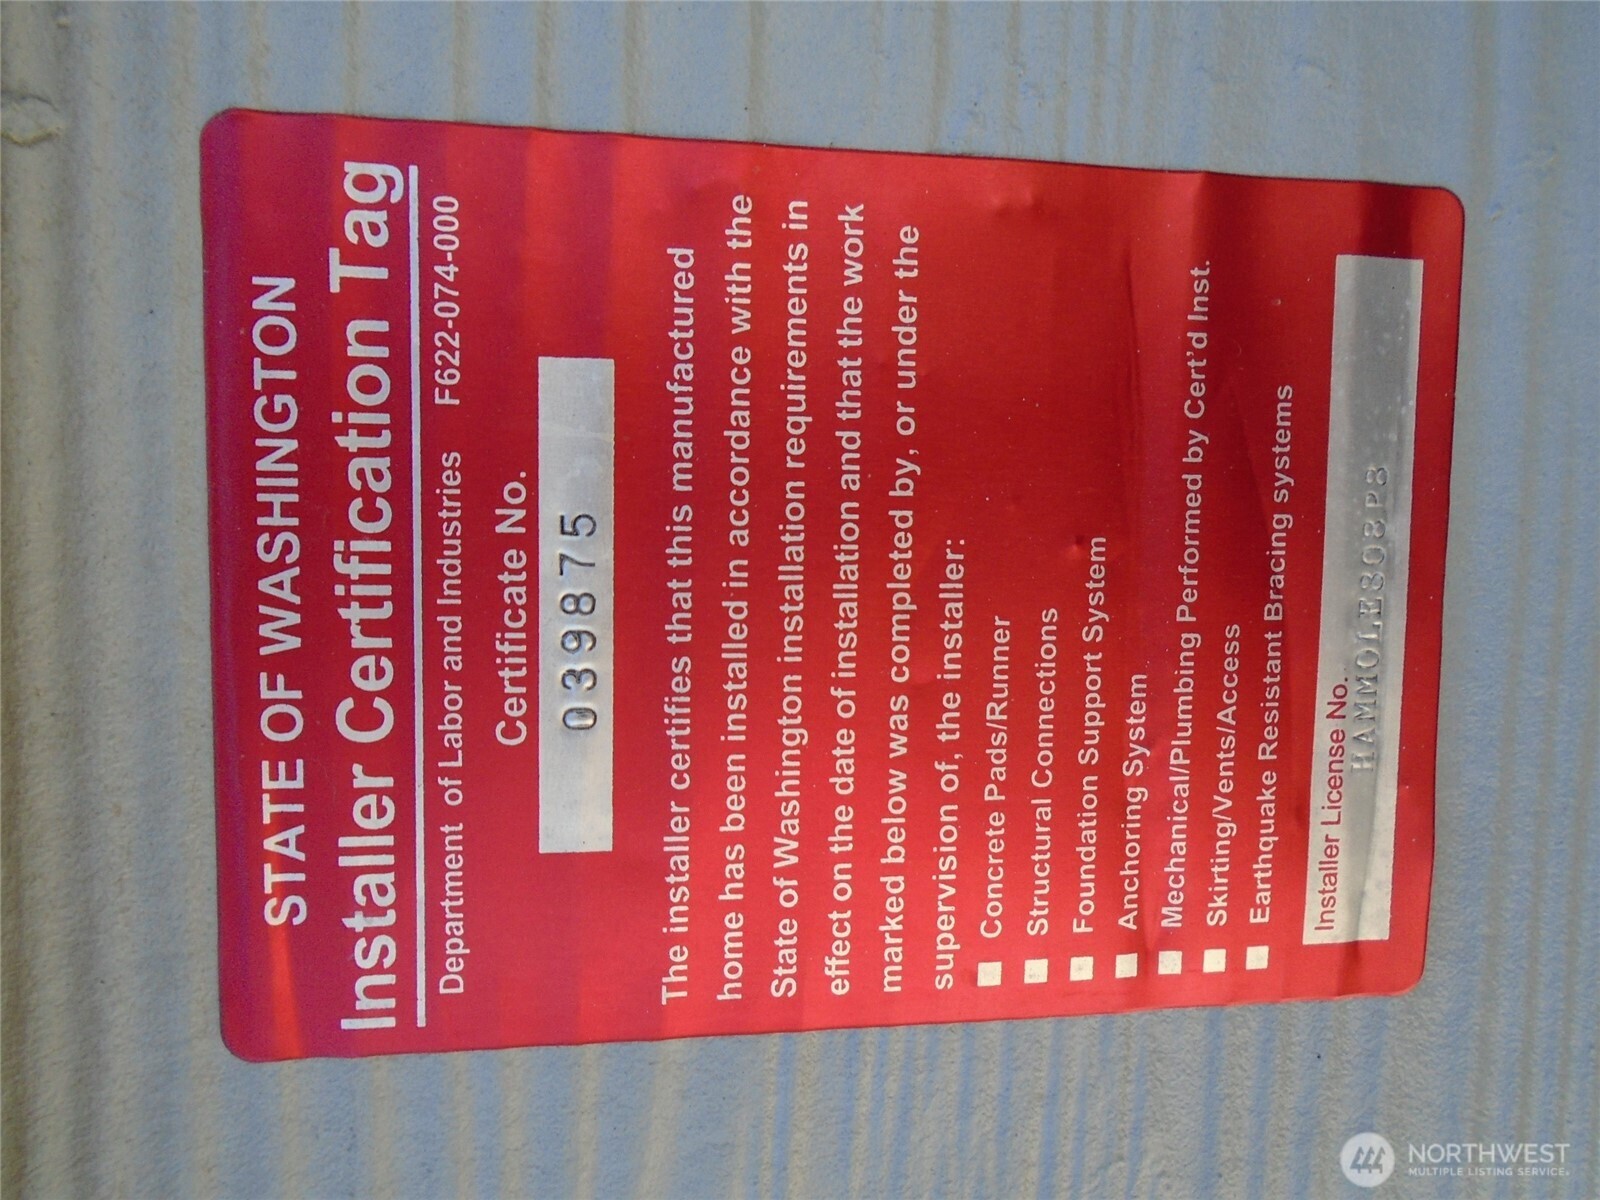 STATE OF WASHINGTON
Installer Certification Tag
Department of Labor and Industries F622-074-000
Certificate No.
039875
The installer certifies that this manufactured
home has been installed in accordance with the
State of Washington installation requirements in
effect on the date of installation and that the work
marked below was completed by, or under the
supervision of, the installer:
Concrete Pads/Runner
Structural Connections
Foundation Support System
Anchoring System
Mechanical/Plumbing Performed by Cert'd Inst.
Skirting/Vents/Access
Earthquake Resistant Bracing systems
Installer License No.
HAMMOLE808P3
NORTHWEST
MULTIPLE LISTING SERVICE